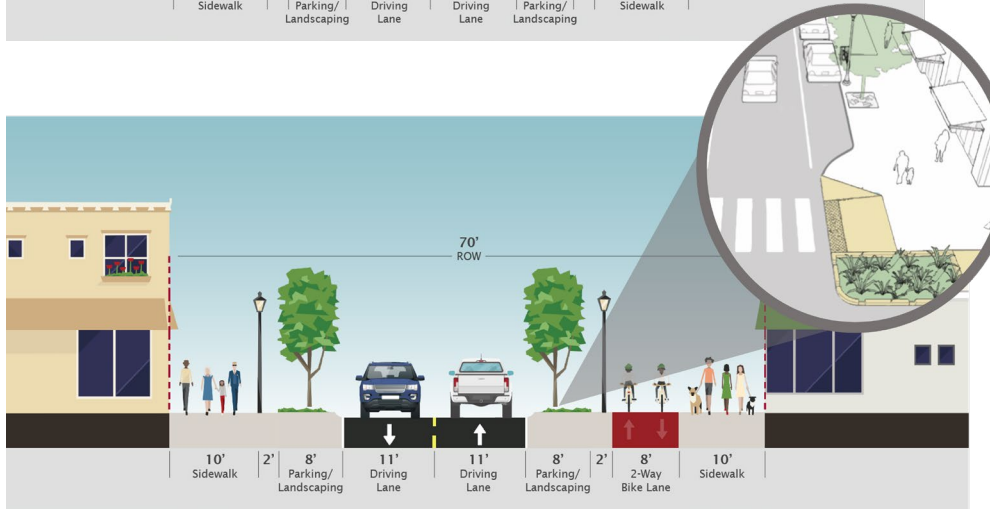 Sidewalk
Parking/
Landscaping
Driving
Lane
Driving
Lane
Parking/
Landscaping
Sidewalk
70’
ROW
10’
Sidewalk
2’
8’
Parking/
Landscaping
11’
Driving
Lane
11’
Driving
Lane
8’
Parking/
Landscaping
2’
8’
2-Way
Bike Lane
10’
Sidewalk